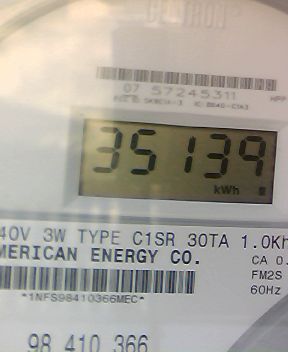 CENTRON®
07 57245311
35139
kWh
40V 3W TYPE C1SR 30TA 1.0Kh
MERICAN ENERGY CO.
CA 0.
FM2S
60Hz
*1NFS98410366MEC*
98 410 366